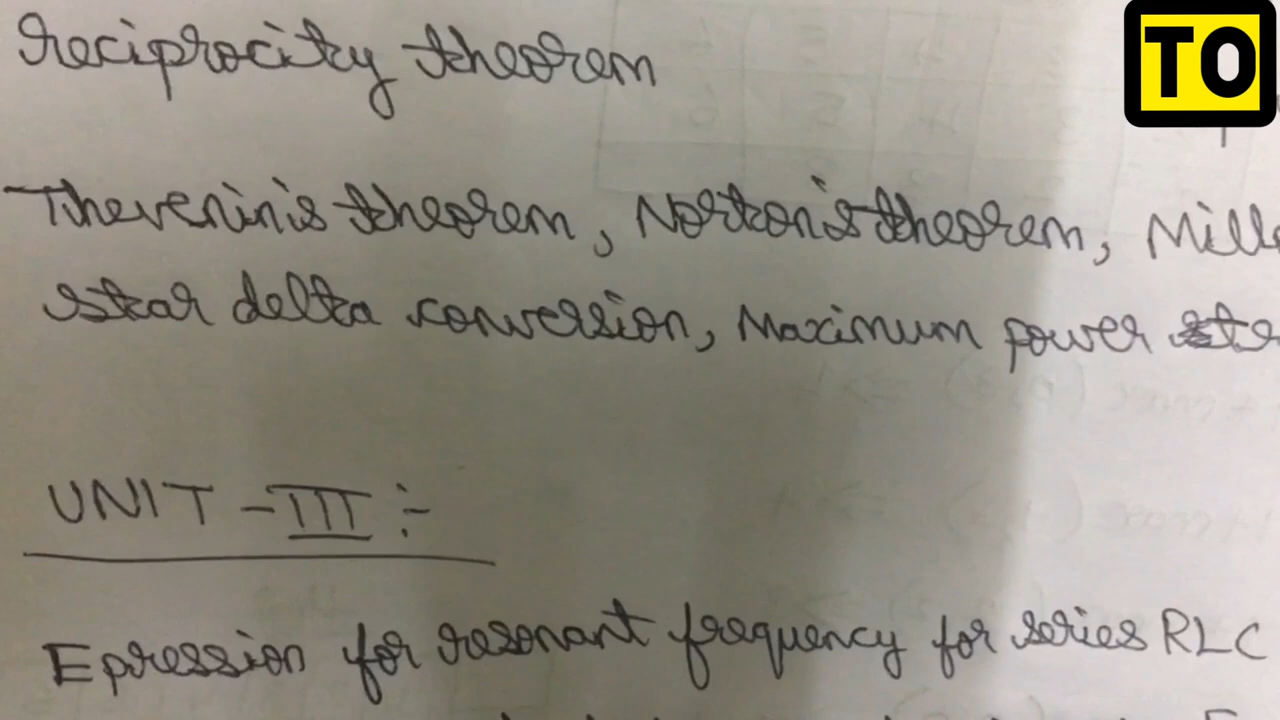 Reciprocity theorem
TO
Thevenin's theorem, Norton's theorem, Mill
star delta conversion, Maximum power
UNIT - III :-
Epression for resonant frequency for series RLC